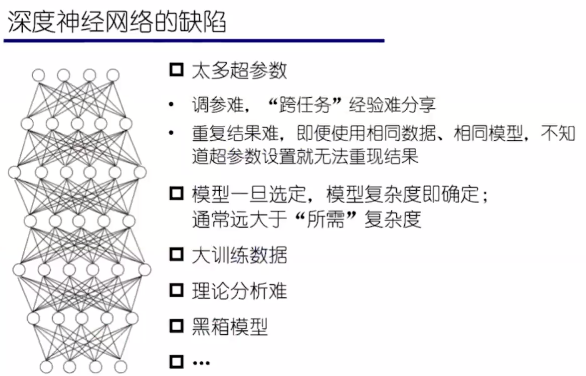 深度神经网络的缺陷
太多超参数
• 调参难，“跨任务”经验难分享
• 重复结果难，即便使用相同数据、相同模型，不知
道超参数设置就无法重现结果
模型一旦选定，模型复杂度即确定；
通常远大于“所需”复杂度
大训练数据
理论分析难
黑箱模型
…